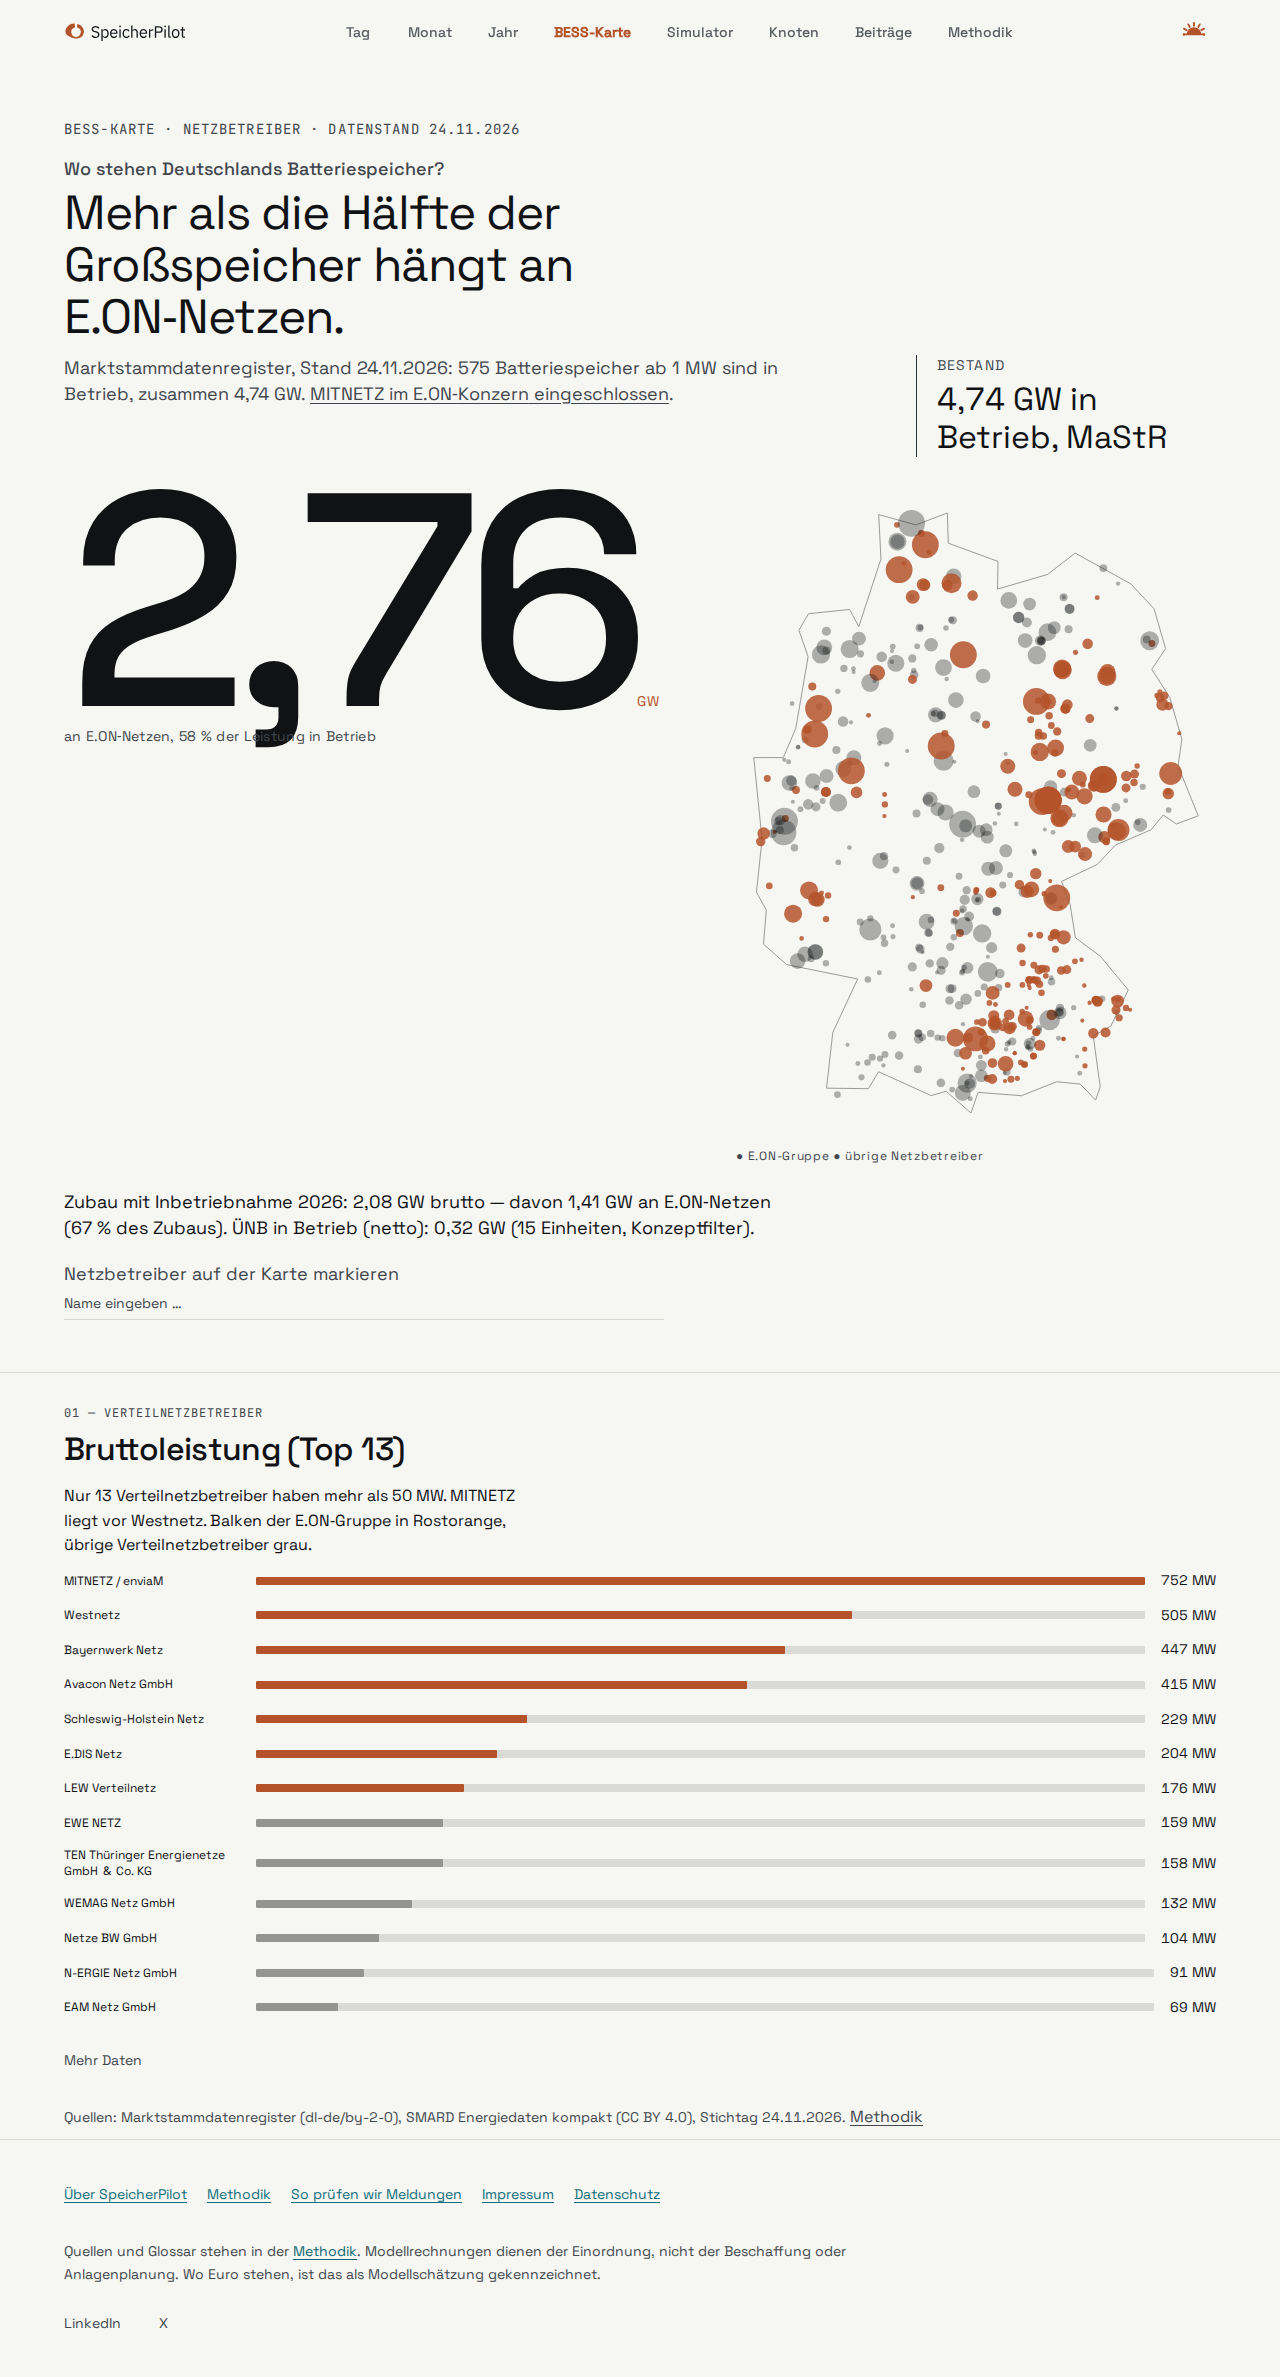 SpeicherPilot
Tag Monat Jahr BESS-Karte Simulator Knoten Beiträge Methodik
BESS-KARTE · NETZBETREIBER · DATENSTAND 24.11.2026
Wo stehen Deutschlands Batteriespeicher?
Mehr als die Hälfte der
Großspeicher hängt an
E.ON-Netzen.
Marktstammdatenregister, Stand 24.11.2026: 575 Batteriespeicher ab 1 MW sind in
Betrieb, zusammen 4,74 GW. MITNETZ im E.ON-Konzern eingeschlossen.
BESTAND
4,74 GW in
Betrieb, MaStR
2,76
GW
an E.ON-Netzen, 58 % der Leistung in Betrieb
● E.ON-Gruppe ● übrige Netzbetreiber
Zubau mit Inbetriebnahme 2026: 2,08 GW brutto — davon 1,41 GW an E.ON-Netzen
(67 % des Zubaus). ÜNB in Betrieb (netto): 0,32 GW (15 Einheiten, Konzeptfilter).
Netzbetreiber auf der Karte markieren
Name eingeben …
01 — VERTEILNETZBETREIBER
Bruttoleistung (Top 13)
Nur 13 Verteilnetzbetreiber haben mehr als 50 MW. MITNETZ
liegt vor Westnetz. Balken der E.ON-Gruppe in Rostorange,
übrige Verteilnetzbetreiber grau.
MITNETZ / enviaM 752 MW
Westnetz 505 MW
Bayernwerk Netz 447 MW
Avacon Netz GmbH 415 MW
Schleswig-Holstein Netz 229 MW
E.DIS Netz 204 MW
LEW Verteilnetz 176 MW
EWE NETZ 159 MW
TEN Thüringer Energienetze
GmbH & Co. KG 158 MW
WEMAG Netz GmbH 132 MW
Netze BW GmbH 104 MW
N-ERGIE Netz GmbH 91 MW
EAM Netz GmbH 69 MW
Mehr Daten
Quellen: Marktstammdatenregister (dl-de/by-2-0), SMARD Energiedaten kompakt (CC BY 4.0), Stichtag 24.11.2026. Methodik
Über SpeicherPilot Methodik So prüfen wir Meldungen Impressum Datenschutz
Quellen und Glossar stehen in der Methodik. Modellrechnungen dienen der Einordnung, nicht der Beschaffung oder
Anlagenplanung. Wo Euro stehen, ist das als Modellschätzung gekennzeichnet.
LinkedIn X